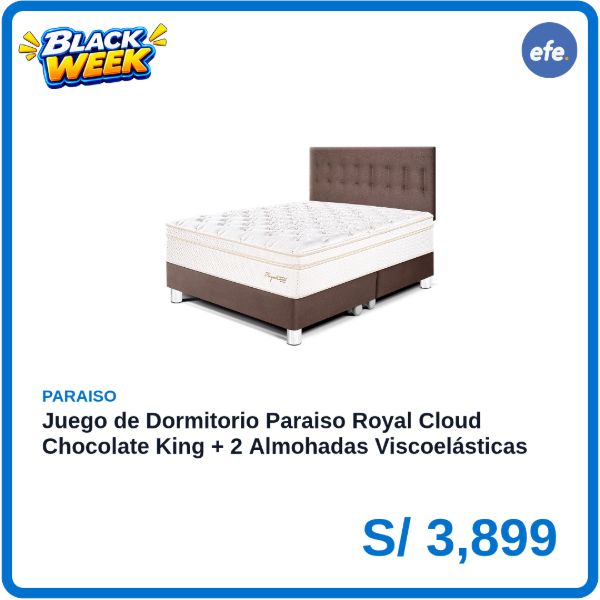 BLACK
WEEK
efe.
PARAISO
Juego de Dormitorio Paraiso Royal Cloud
Chocolate King + 2 Almohadas Viscoelásticas
S/ 3,899